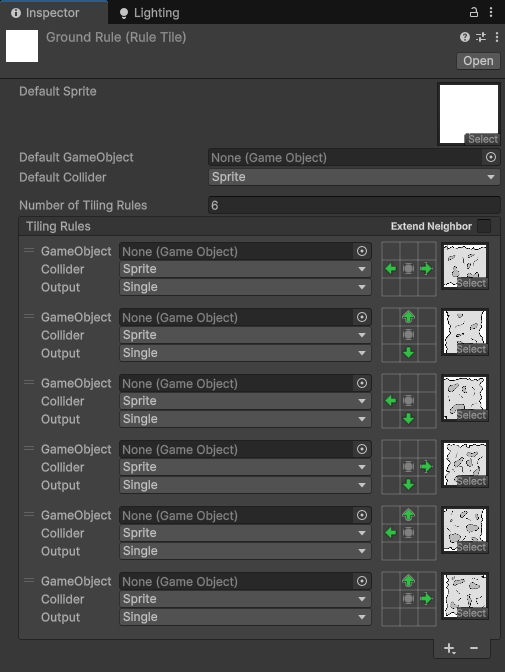 Inspector
Lighting
Ground Rule (Rule Tile)
Open
Default Sprite
Select
Default GameObject
None (Game Object)
Default Collider
Sprite
Number of Tiling Rules
6
Tiling Rules
Extend Neighbor
GameObject
None (Game Object)
Collider
Sprite
Output
Single
Select
GameObject
None (Game Object)
Collider
Sprite
Output
Single
Select
GameObject
None (Game Object)
Collider
Sprite
Output
Single
Select
GameObject
None (Game Object)
Collider
Sprite
Output
Single
Select
GameObject
None (Game Object)
Collider
Sprite
Output
Single
Select
GameObject
None (Game Object)
Collider
Sprite
Output
Single
Select